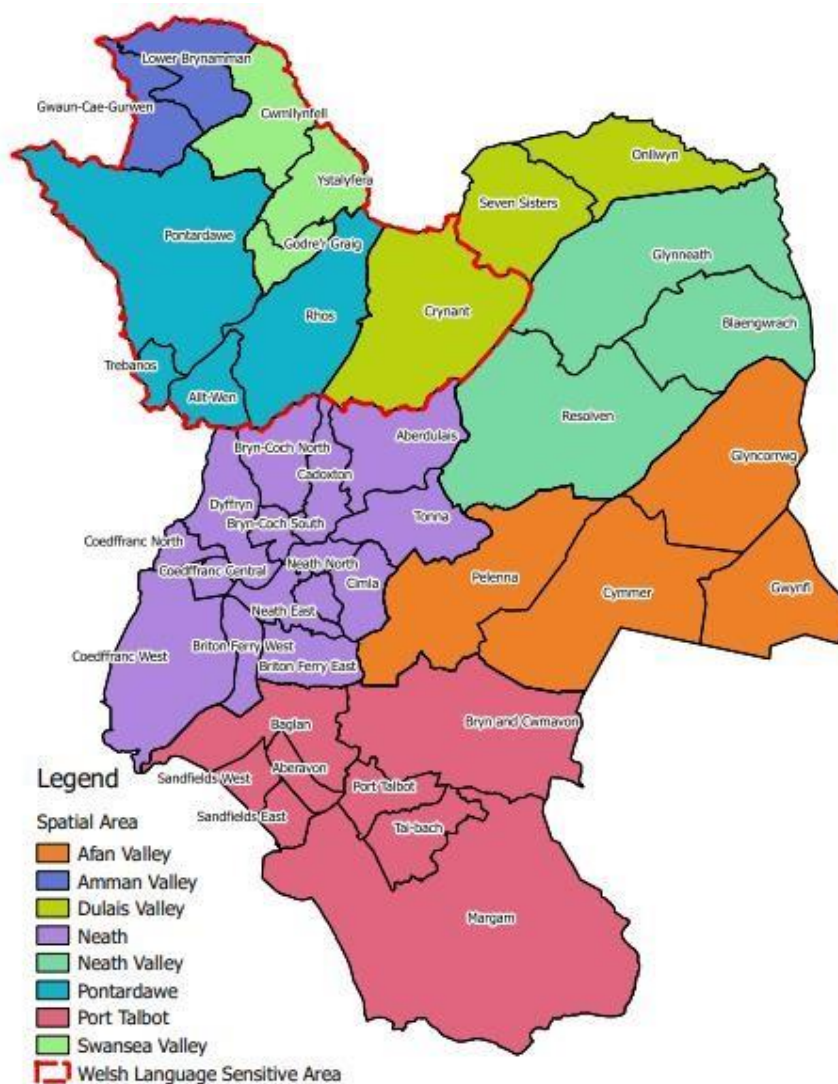 Lower Brynamman
Gwaun-Cae-Gurwen
Cwmllynfell
Onllwyn
Ystalyfera
Seven Sisters
Pontardawe
Godre'r Graig
Glynneath
Rhos
Crynant
Blaengwrach
Trebanos
Allt-Wen
Resolven
Aberdulais
Bryn-Coch North
Cadoxton
Glyncorrwg
Dyffryn
Bryn-Coch South
Tonna
Coedffranc North
Coedffranc Central
Neath North
Cimla
Pelenna
Gwynfi
Cymmer
Neath East
Coedffranc West
Briton Ferry West
Briton Ferry East
Baglan
Bryn and Cwmavon
Sandfields West
Aberavon
Port Talbot
Sandfields East
Tai-bach
Margam
Legend
Spatial Area
Afan Valley
Amman Valley
Dulais Valley
Neath
Neath Valley
Pontardawe
Port Talbot
Swansea Valley
Welsh Language Sensitive Area